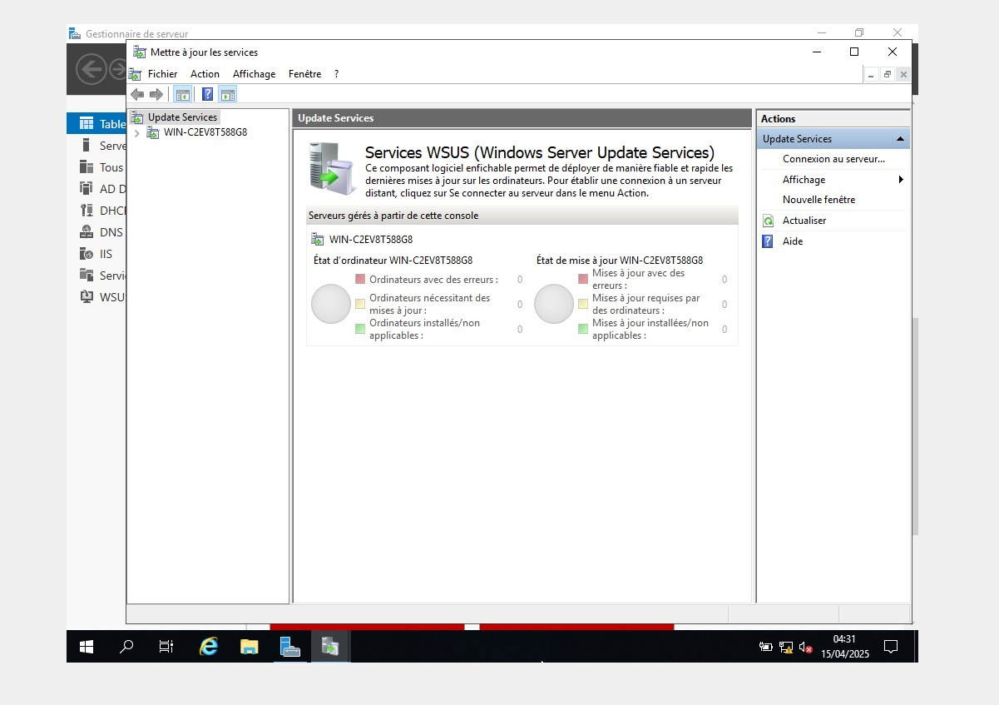 Gestionnaire de serveur
Mettre à jour les services
Fichier Action Affichage Fenêtre ?
Table
Serve
Tous
AD D
DHCP
DNS
IIS
Servic
WSUS
Update Services
WIN-C2EV8T588G8
Update Services
Services WSUS (Windows Server Update Services)
Ce composant logiciel enfichable permet de déployer de manière fiable et rapide les
dernières mises à jour sur les ordinateurs. Pour établir une connexion à un serveur
distant, cliquez sur Se connecter au serveur dans le menu Action.
Serveurs gérés à partir de cette console
WIN-C2EV8T588G8
État d'ordinateur WIN-C2EV8T588G8
Ordinateurs avec des erreurs : 0
Ordinateurs nécessitant des
mises à jour : 0
Ordinateurs installés/non
applicables : 0
État de mise à jour WIN-C2EV8T588G8
Mises à jour avec des
erreurs : 0
Mises à jour requises par
des ordinateurs : 0
Mises à jour installées/non
applicables : 0
Actions
Update Services
Connexion au serveur...
Affichage
Nouvelle fenêtre
Actualiser
Aide
04:31
15/04/2025